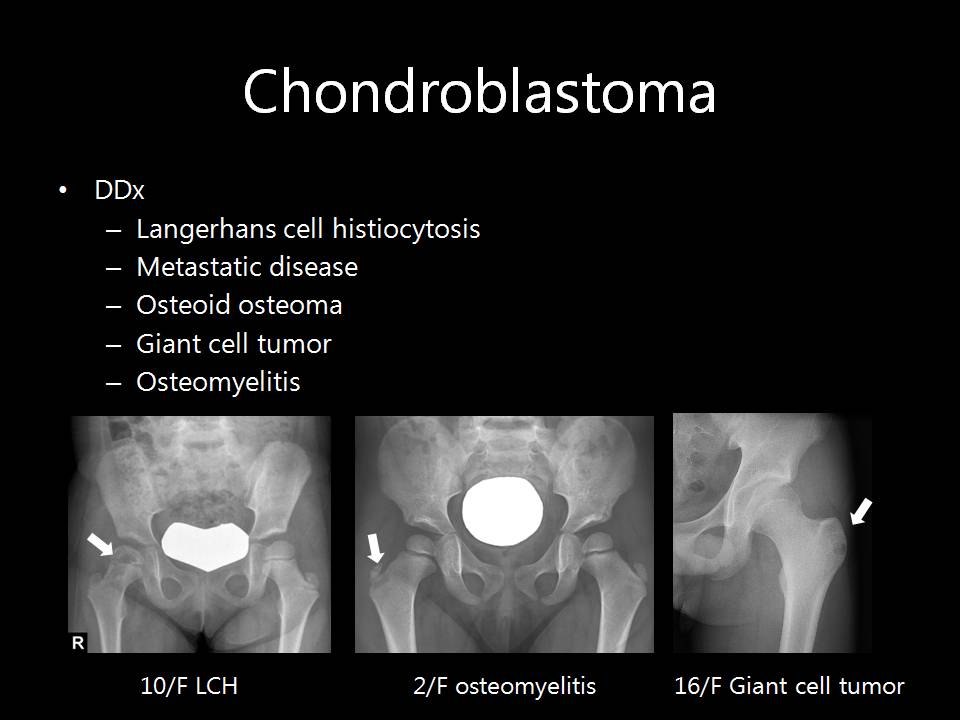 Chondroblastoma
• DDx
– Langerhans cell histiocytosis
– Metastatic disease
– Osteoid osteoma
– Giant cell tumor
– Osteomyelitis
R
10/F LCH
2/F osteomyelitis
16/F Giant cell tumor